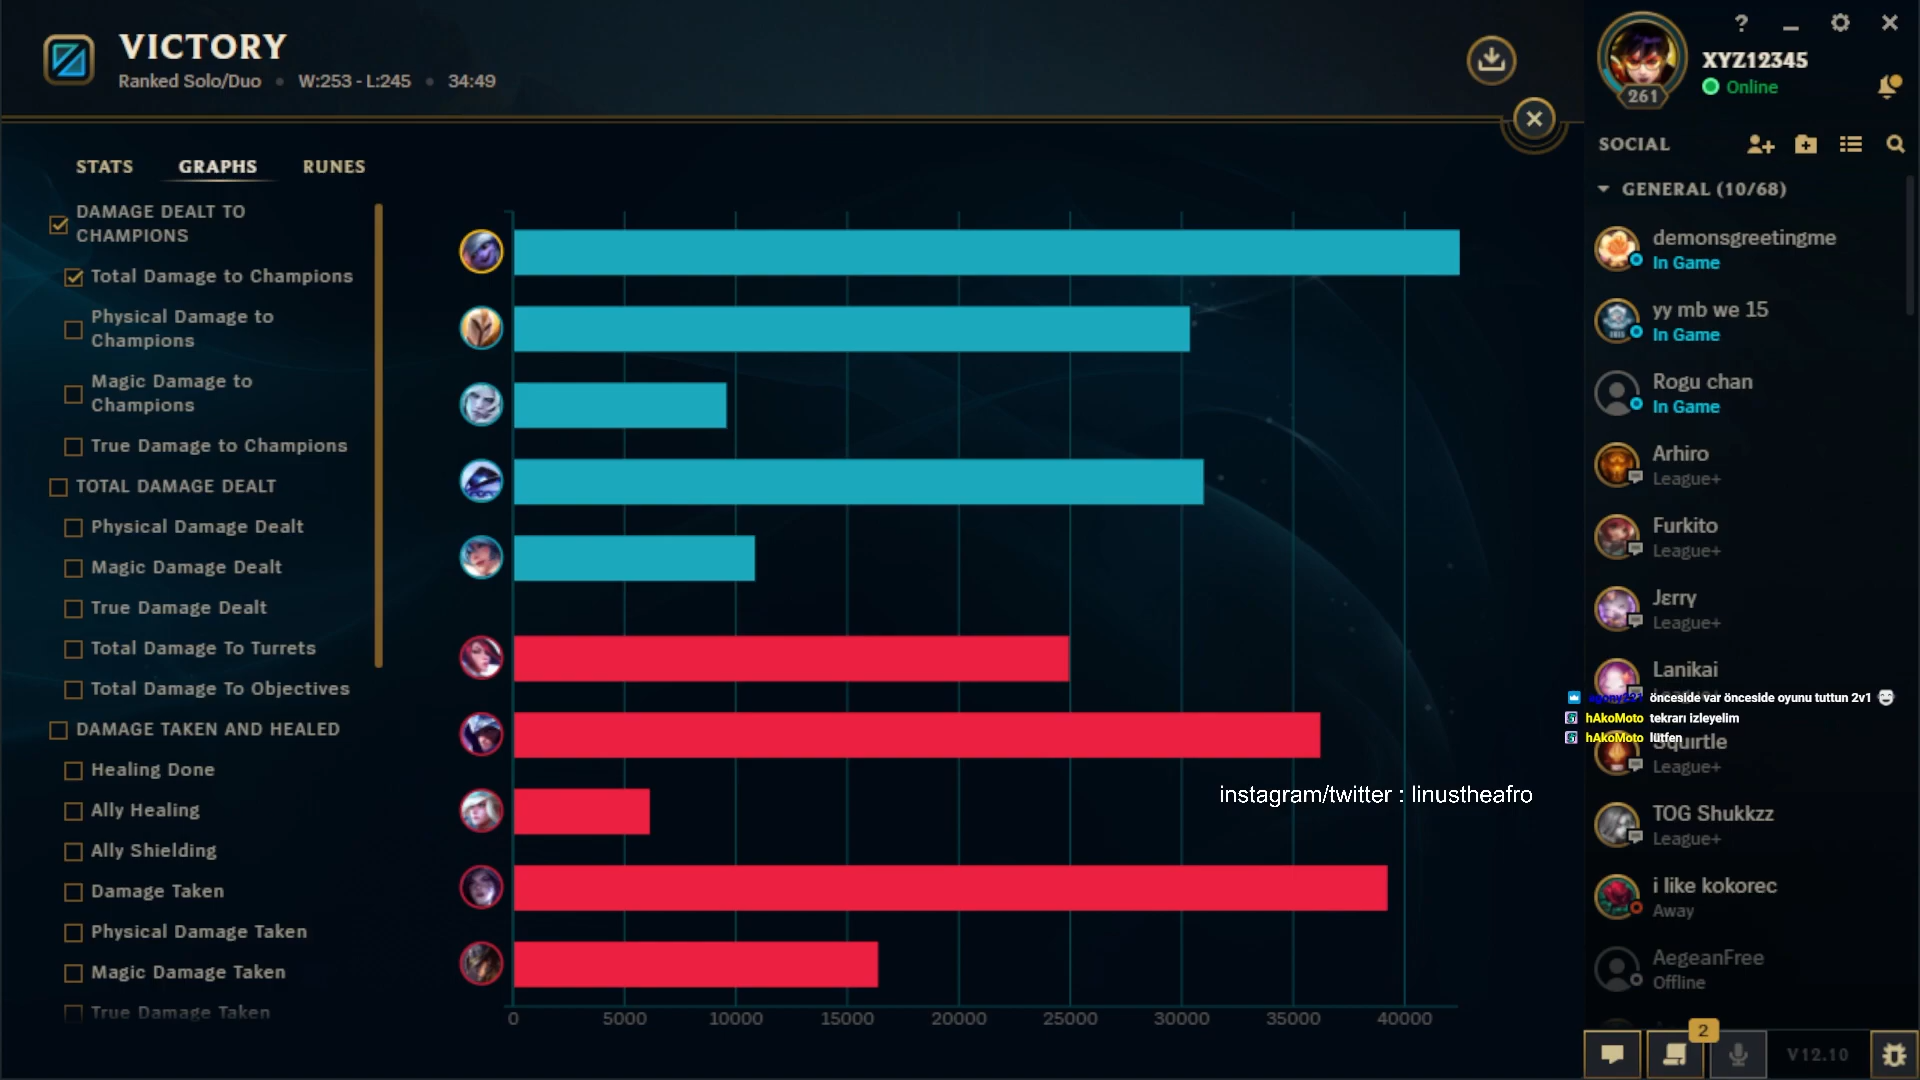 VICTORY
Ranked Solo/Duo • W:253 - L:245 • 34:49
STATS
GRAPHS
RUNES
DAMAGE DEALT TO
CHAMPIONS
Total Damage to Champions
Physical Damage to
Champions
Magic Damage to
Champions
True Damage to Champions
TOTAL DAMAGE DEALT
Physical Damage Dealt
Magic Damage Dealt
True Damage Dealt
Total Damage To Turrets
Total Damage To Objectives
DAMAGE TAKEN AND HEALED
Healing Done
Ally Healing
Ally Shielding
Damage Taken
Physical Damage Taken
Magic Damage Taken
True Damage Taken
0 5000 10000 15000 20000 25000 30000 35000 40000
instagram/twitter : linustheafro
?
XYZ12345
Online
261
SOCIAL
GENERAL (10/68)
demonsgreetingme
In Game
yy mb we 15
In Game
Rogu chan
In Game
Arhiro
League+
Furkito
League+
Jεrrγ
League+
Lanikai
önceside var önceside oyunu tuttun 2v1
hAkoMoto tekrarı izleyelim
hAkoMoto lütfen
Squirtle
League+
TOG Shukkzz
League+
i like kokorec
Away
AegeanFree
Offline
2
V12.10